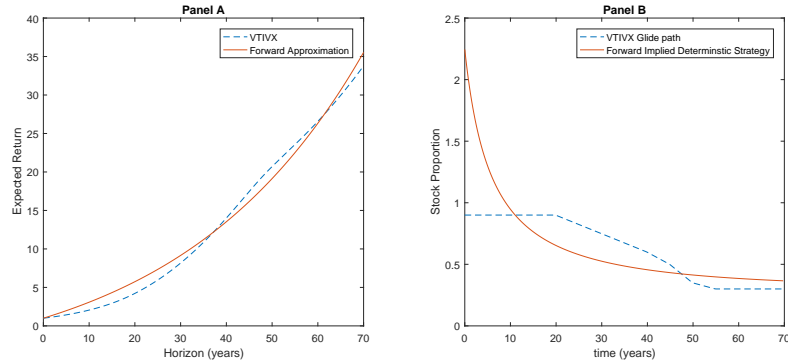 Panel A
40
35
30
25
20
15
10
5
0
Expected Return
VTIVX
Forward Approximation
0 10 20 30 40 50 60 70
Horizon (years)
Panel B
2.5
2
1.5
1
0.5
0
Stock Proportion
VTIVX Glide path
Forward Implied Determinstic Strategy
0 10 20 30 40 50 60 70
time (years)